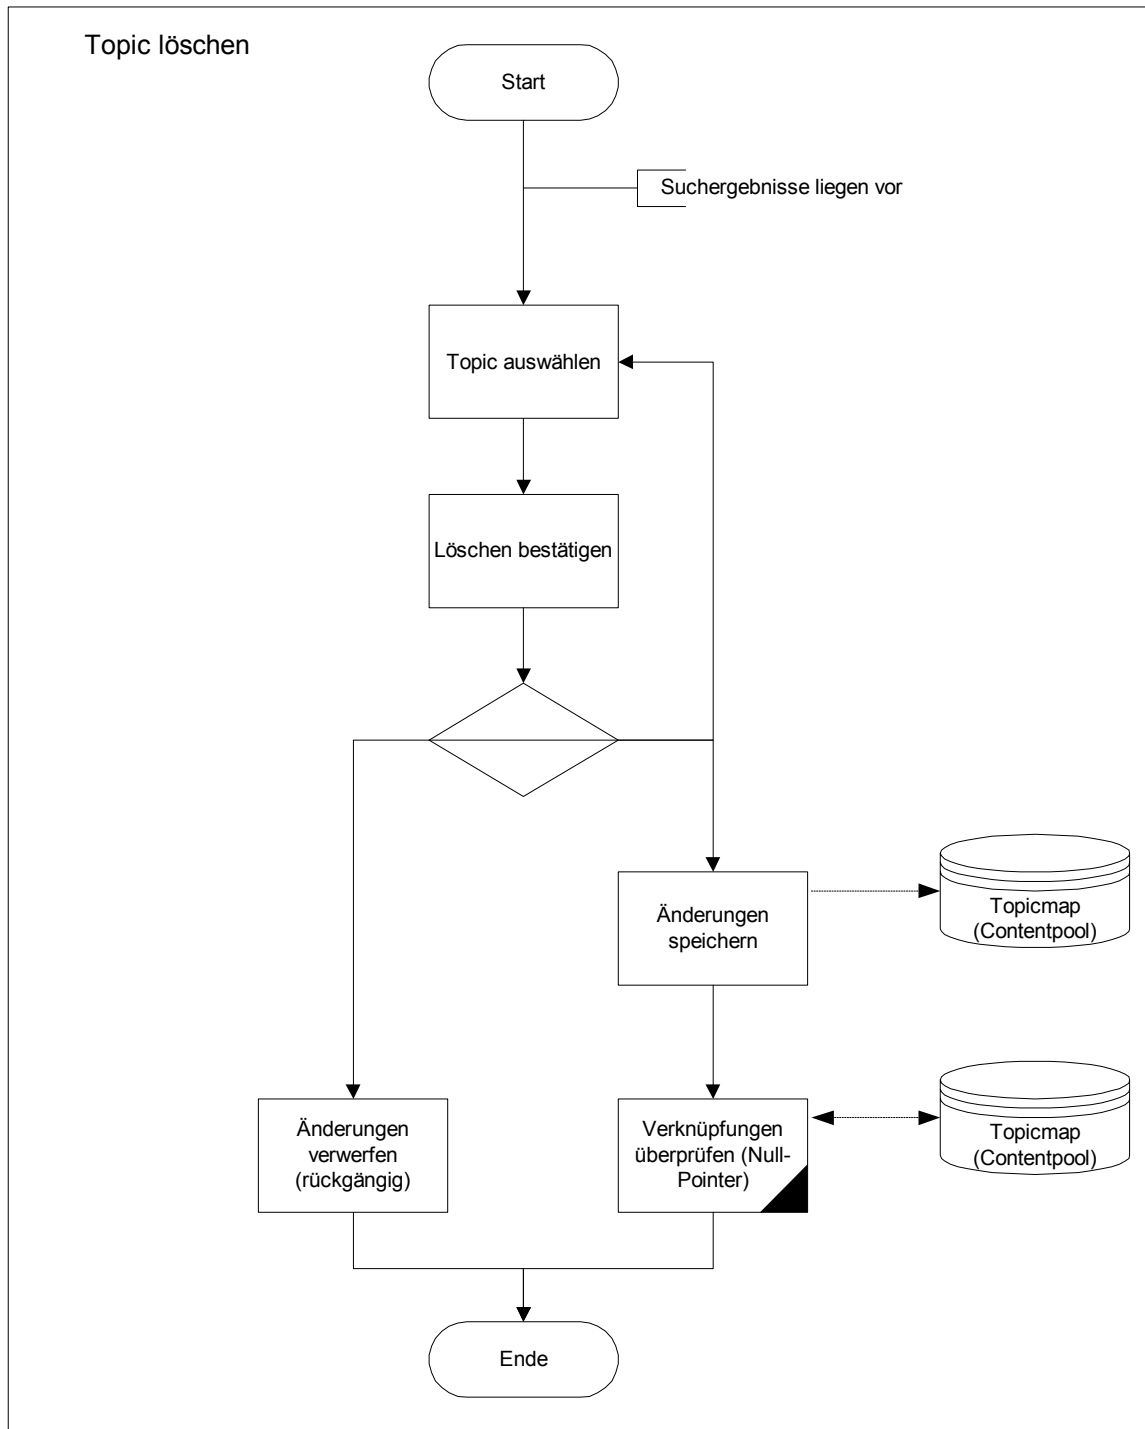 Topic löschen
Start
Suchergebnisse liegen vor
Topic auswählen
Löschen bestätigen
Änderungen
speichern
Topicmap
(Contentpool)
Änderungen
verwerfen
(rückgängig)
Verknüpfungen
überprüfen (Null-
Pointer)
Topicmap
(Contentpool)
Ende